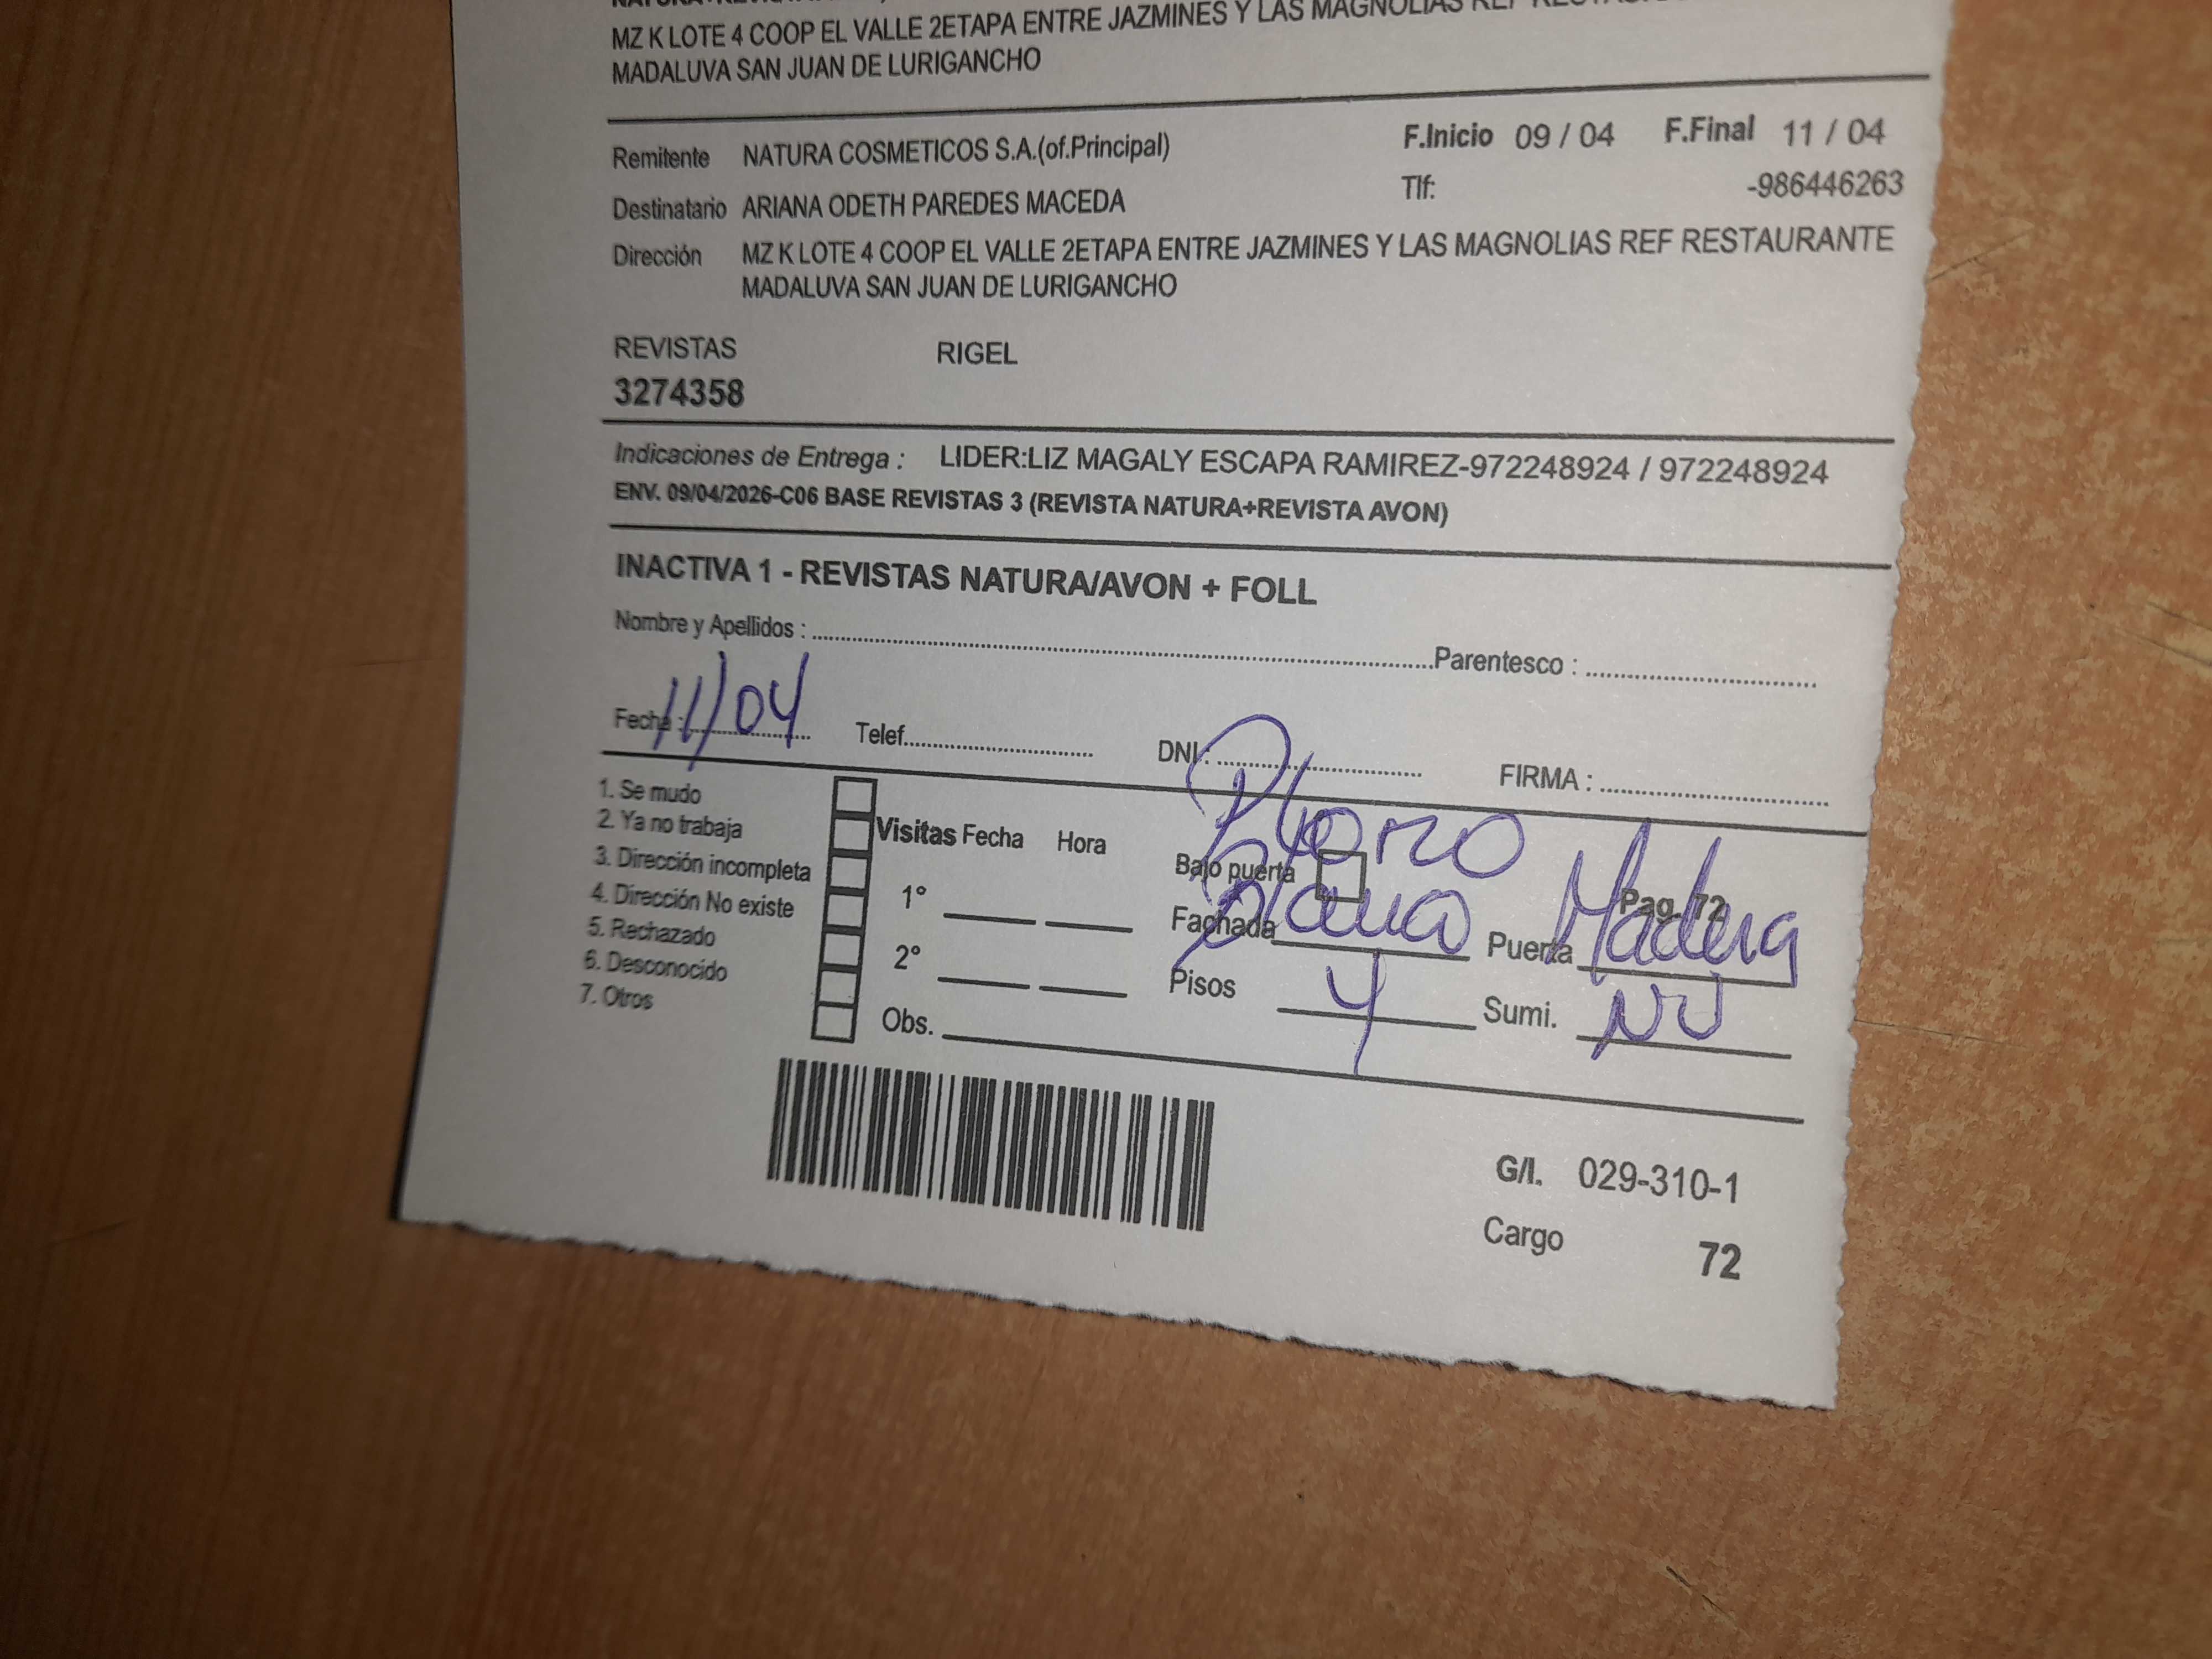 MZ K LOTE 4 COOP EL VALLE 2ETAPA ENTRE JAZMINES Y LAS MAGNOLIAS REF
MADALUVA SAN JUAN DE LURIGANCHO
Remitente NATURA COSMETICOS S.A.(of.Principal) F.Inicio 09 / 04 F.Final 11 / 04
Destinatario ARIANA ODETH PAREDES MACEDA Tlf: -986446263
Dirección MZ K LOTE 4 COOP EL VALLE 2ETAPA ENTRE JAZMINES Y LAS MAGNOLIAS REF RESTAURANTE
MADALUVA SAN JUAN DE LURIGANCHO
REVISTAS RIGEL
3274358
Indicaciones de Entrega : LIDER:LIZ MAGALY ESCAPA RAMIREZ-972248924 / 972248924
ENV. 09/04/2026-C06 BASE REVISTAS 3 (REVISTA NATURA+REVISTA AVON)
INACTIVA 1 - REVISTAS NATURA/AVON + FOLL
Nombre y Apellidos : Parentesco :
Fecha : 11/04 Telef. DNI : FIRMA :
1. Se mudo
2. Ya no trabaja
3. Dirección incompleta
4. Dirección No existe
5. Rechazado
6. Desconocido
7. Otros
Visitas Fecha Hora
1°
2°
Obs.
Bajo puerta Pag. 72
Fachada Puerta Madera
Pisos 4 Sumi.
G/I. 029-310-1
Cargo 72